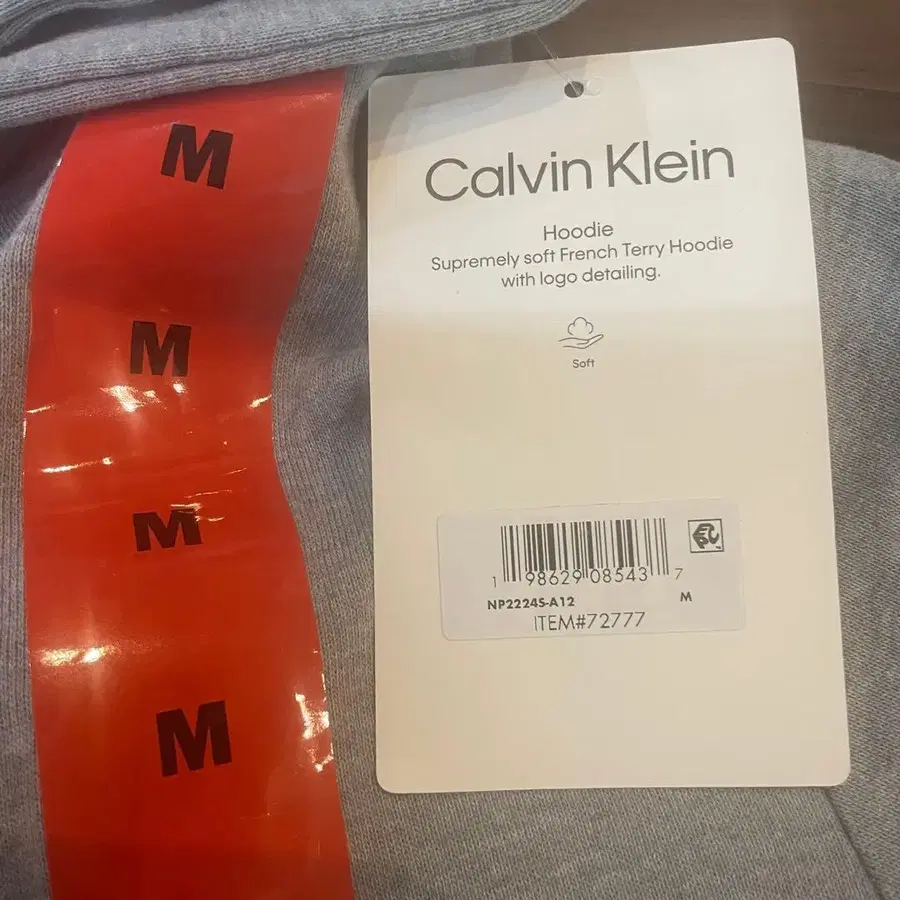 M
M
M
M
Calvin Klein
Hoodie
Supremely soft French Terry Hoodie
with logo detailing.
Soft
1 98629 08543 7
NP2224S-A12 M
ITEM#72777